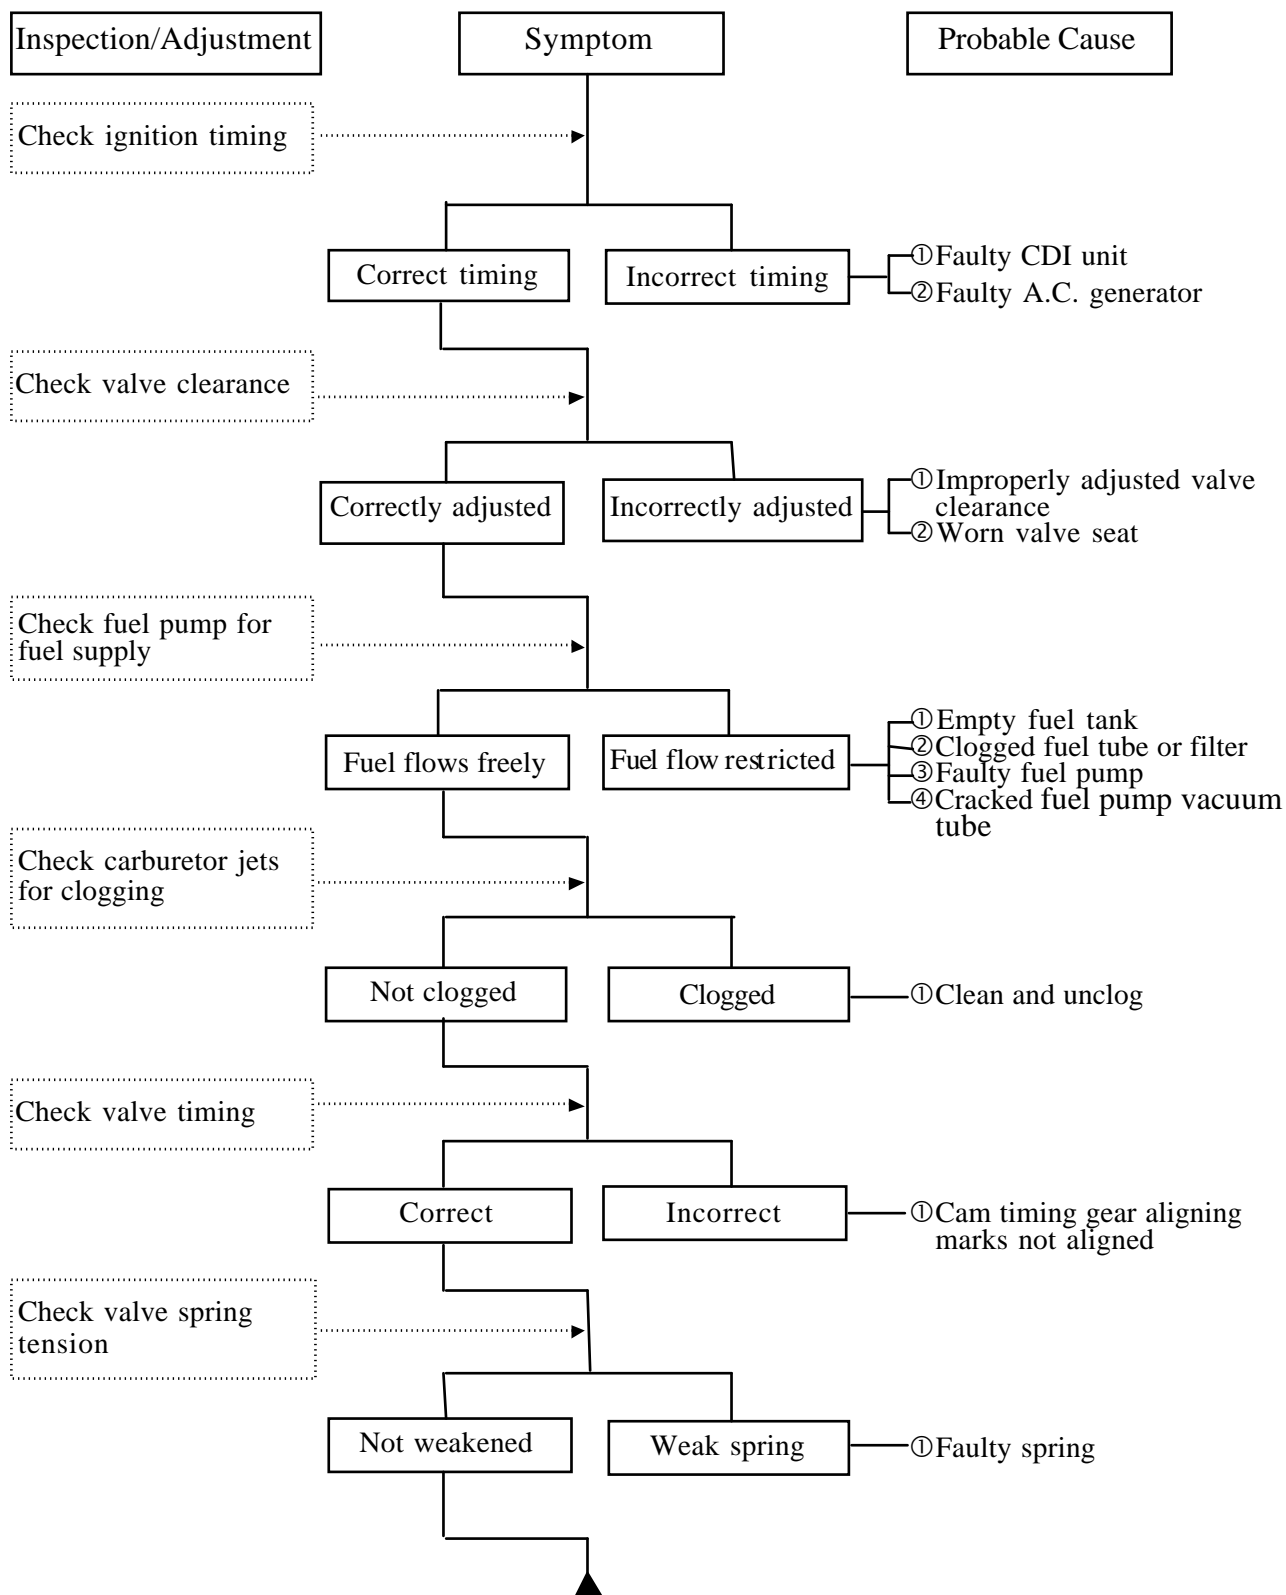 Inspection/Adjustment
Symptom
Probable Cause
Check ignition timing
Correct timing
Incorrect timing
①Faulty CDI unit
②Faulty A.C. generator
Check valve clearance
Correctly adjusted
Incorrectly adjusted
①Improperly adjusted valve
clearance
②Worn valve seat
Check fuel pump for
fuel supply
Fuel flows freely
Fuel flow restricted
①Empty fuel tank
②Clogged fuel tube or filter
③Faulty fuel pump
④Cracked fuel pump vacuum
tube
Check carburetor jets
for clogging
Not clogged
Clogged
①Clean and unclog
Check valve timing
Correct
Incorrect
①Cam timing gear aligning
marks not aligned
Check valve spring
tension
Not weakened
Weak spring
①Faulty spring